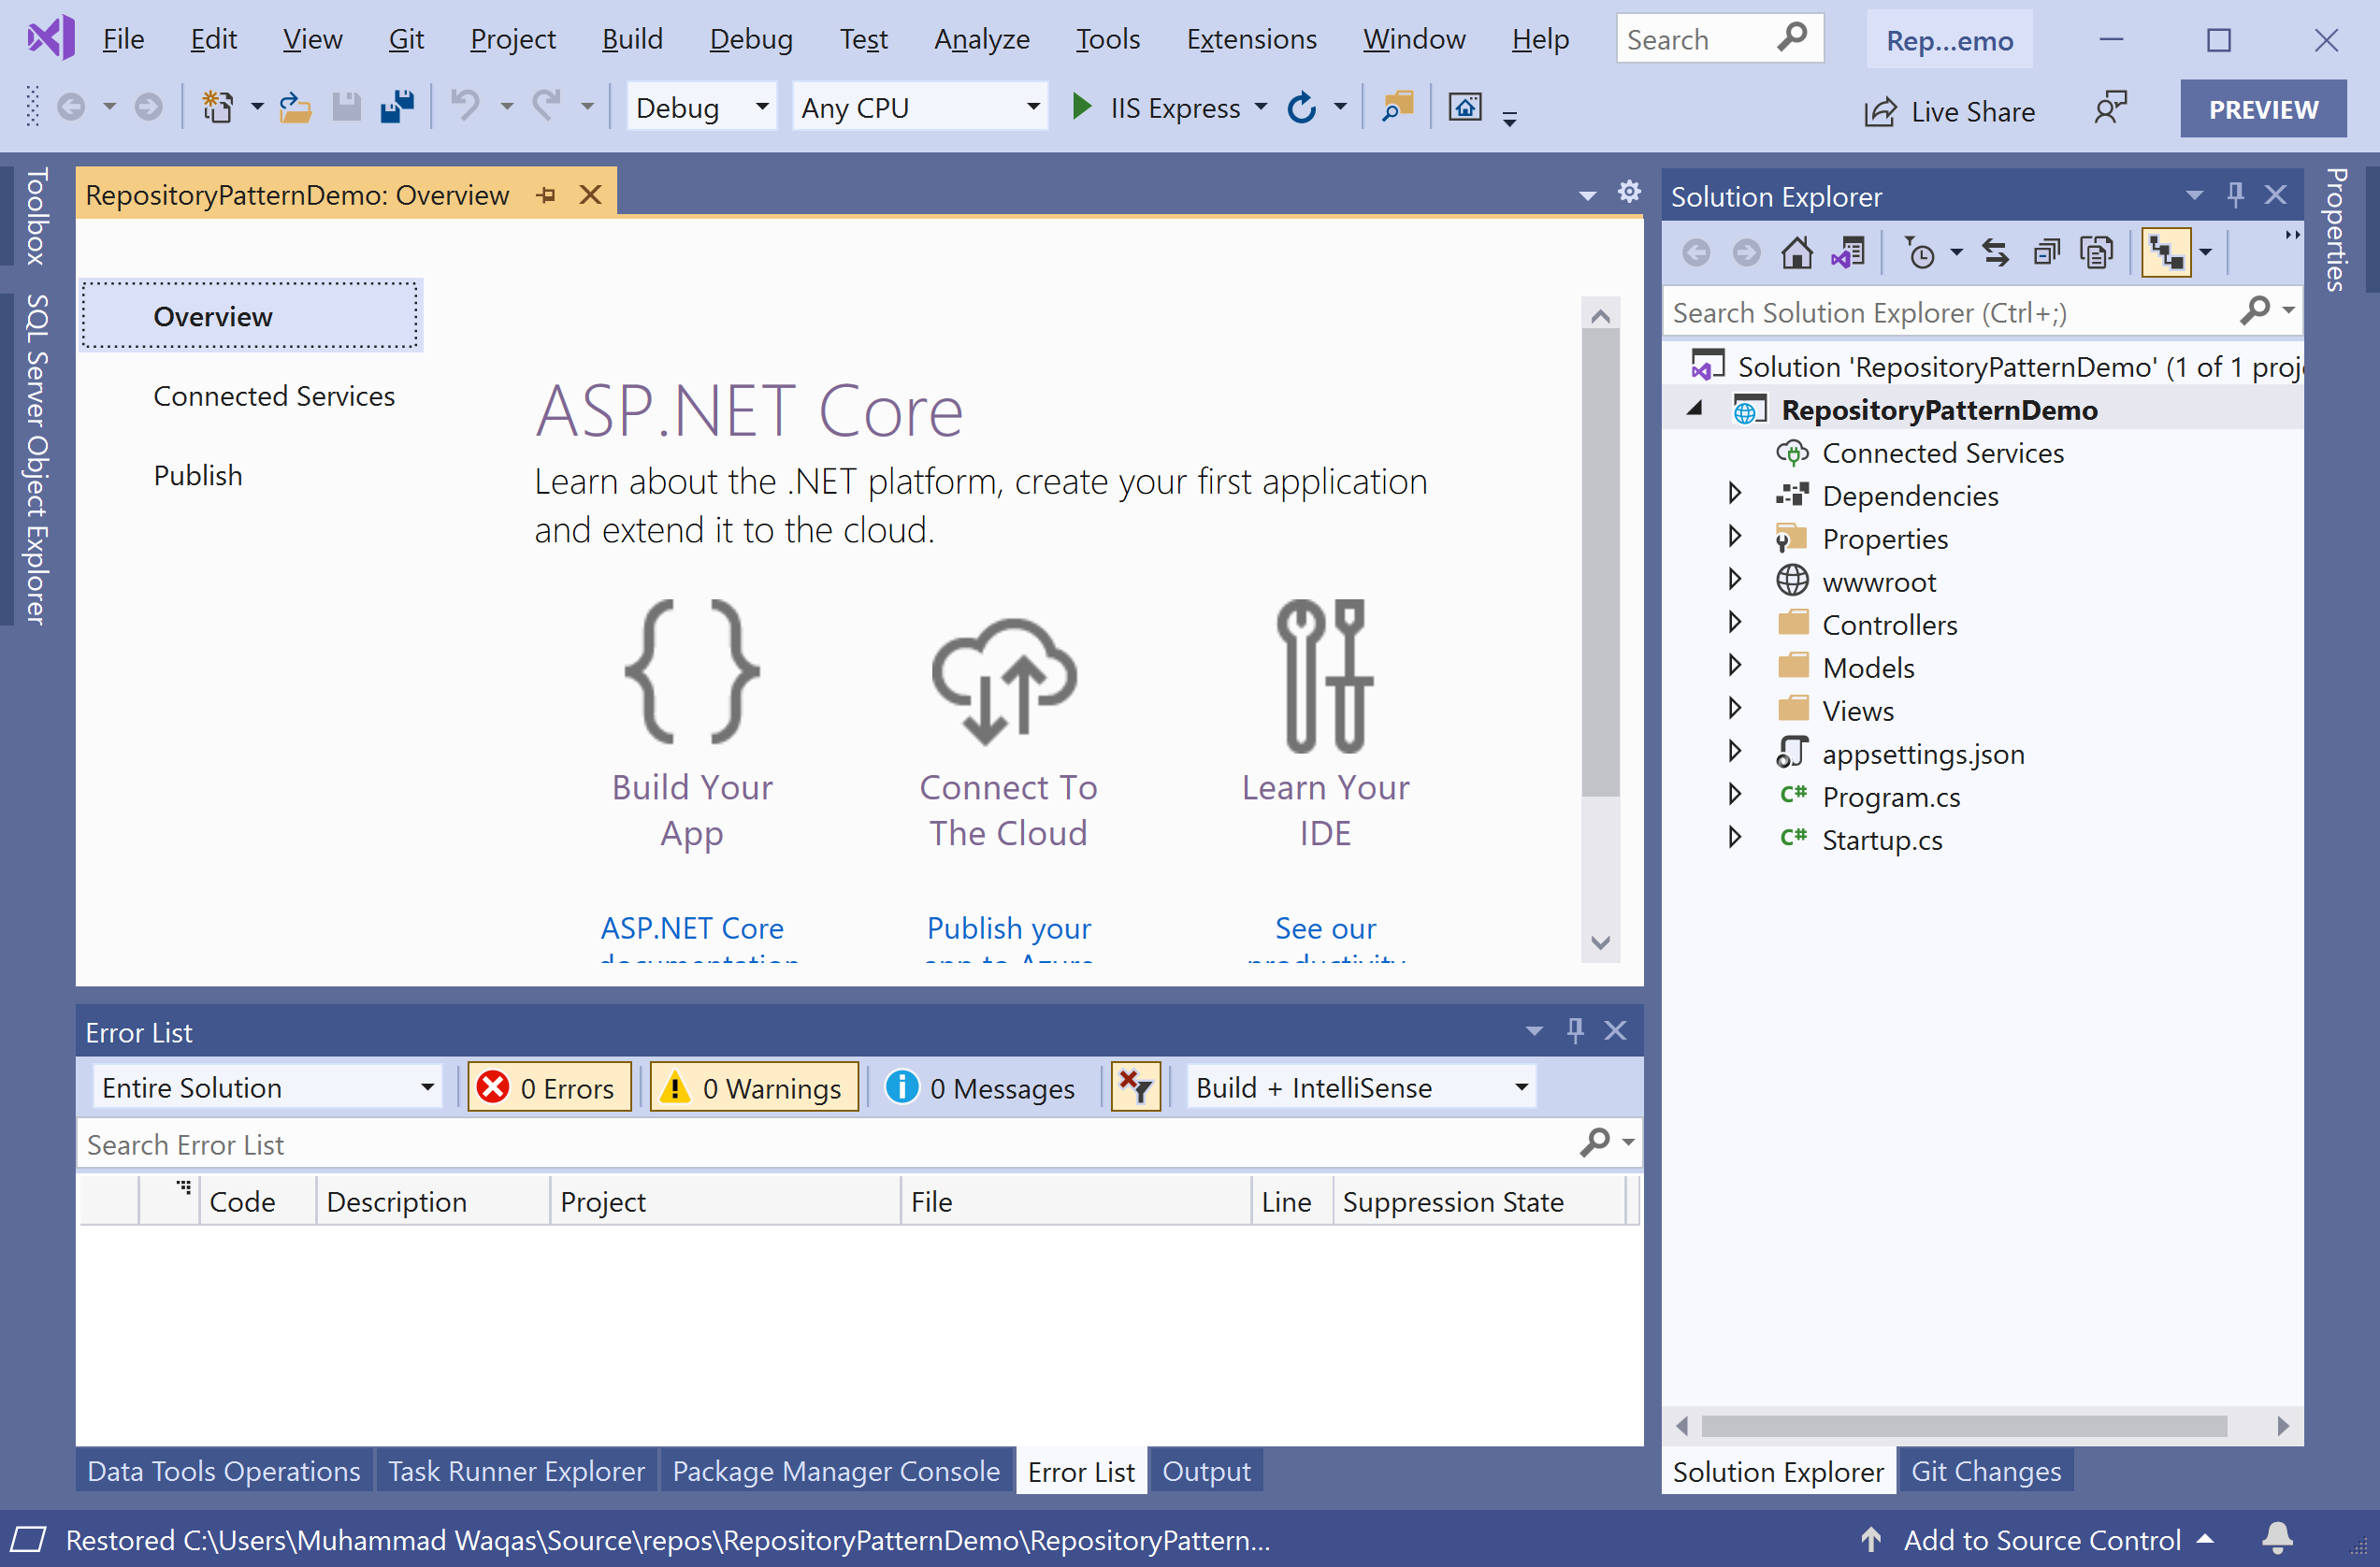 File Edit View Git Project Build Debug Test Analyze Tools Extensions Window Help Search Rep...emo
Debug Any CPU IIS Express Live Share PREVIEW
Toolbox
SQL Server Object Explorer
RepositoryPatternDemo: Overview
Overview
Connected Services
Publish
ASP.NET Core
Learn about the .NET platform, create your first application
and extend it to the cloud.
Build Your
App
Connect To
The Cloud
Learn Your
IDE
ASP.NET Core
documentation
Publish your
app to Azure
See our
productivity
Error List
Entire Solution 0 Errors 0 Warnings 0 Messages Build + IntelliSense
Search Error List
Code Description Project File Line Suppression State
Data Tools Operations Task Runner Explorer Package Manager Console Error List Output
Solution Explorer
Search Solution Explorer (Ctrl+;)
Solution 'RepositoryPatternDemo' (1 of 1 proj
RepositoryPatternDemo
Connected Services
Dependencies
Properties
wwwroot
Controllers
Models
Views
appsettings.json
C# Program.cs
C# Startup.cs
Solution Explorer Git Changes
Properties
Restored C:\Users\Muhammad Waqas\Source\repos\RepositoryPatternDemo\RepositoryPattern... Add to Source Control